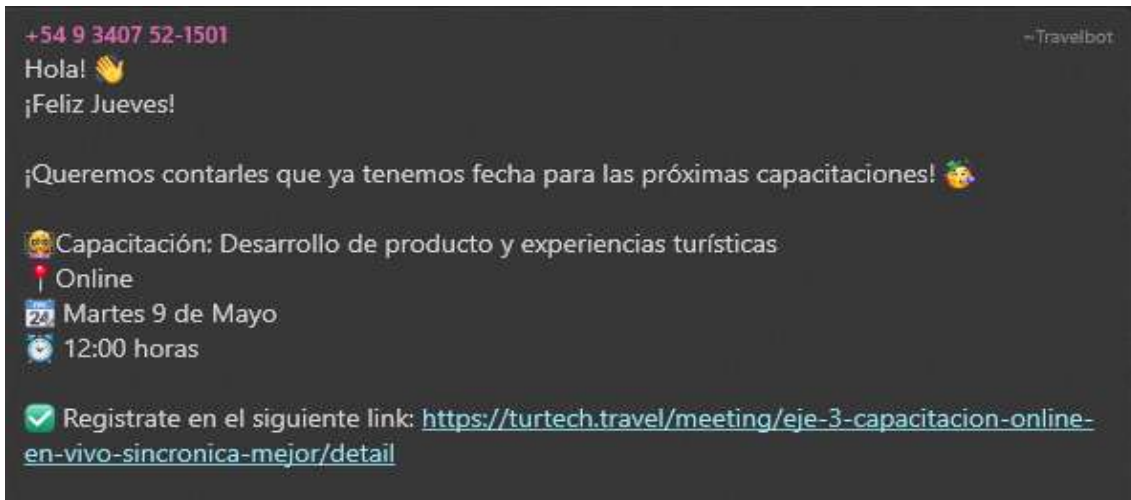 +54 9 3407 52-1501
~Travelbot
Hola! 👋
¡Feliz Jueves!
¡Queremos contarles que ya tenemos fecha para las próximas capacitaciones! 🥳
👩‍🏫Capacitación: Desarrollo de producto y experiencias turísticas
📍Online
📆 Martes 9 de Mayo
⏰ 12:00 horas
✅ Registrate en el siguiente link: https://turtech.travel/meeting/eje-3-capacitacion-online-
en-vivo-sincronica-mejor/detail